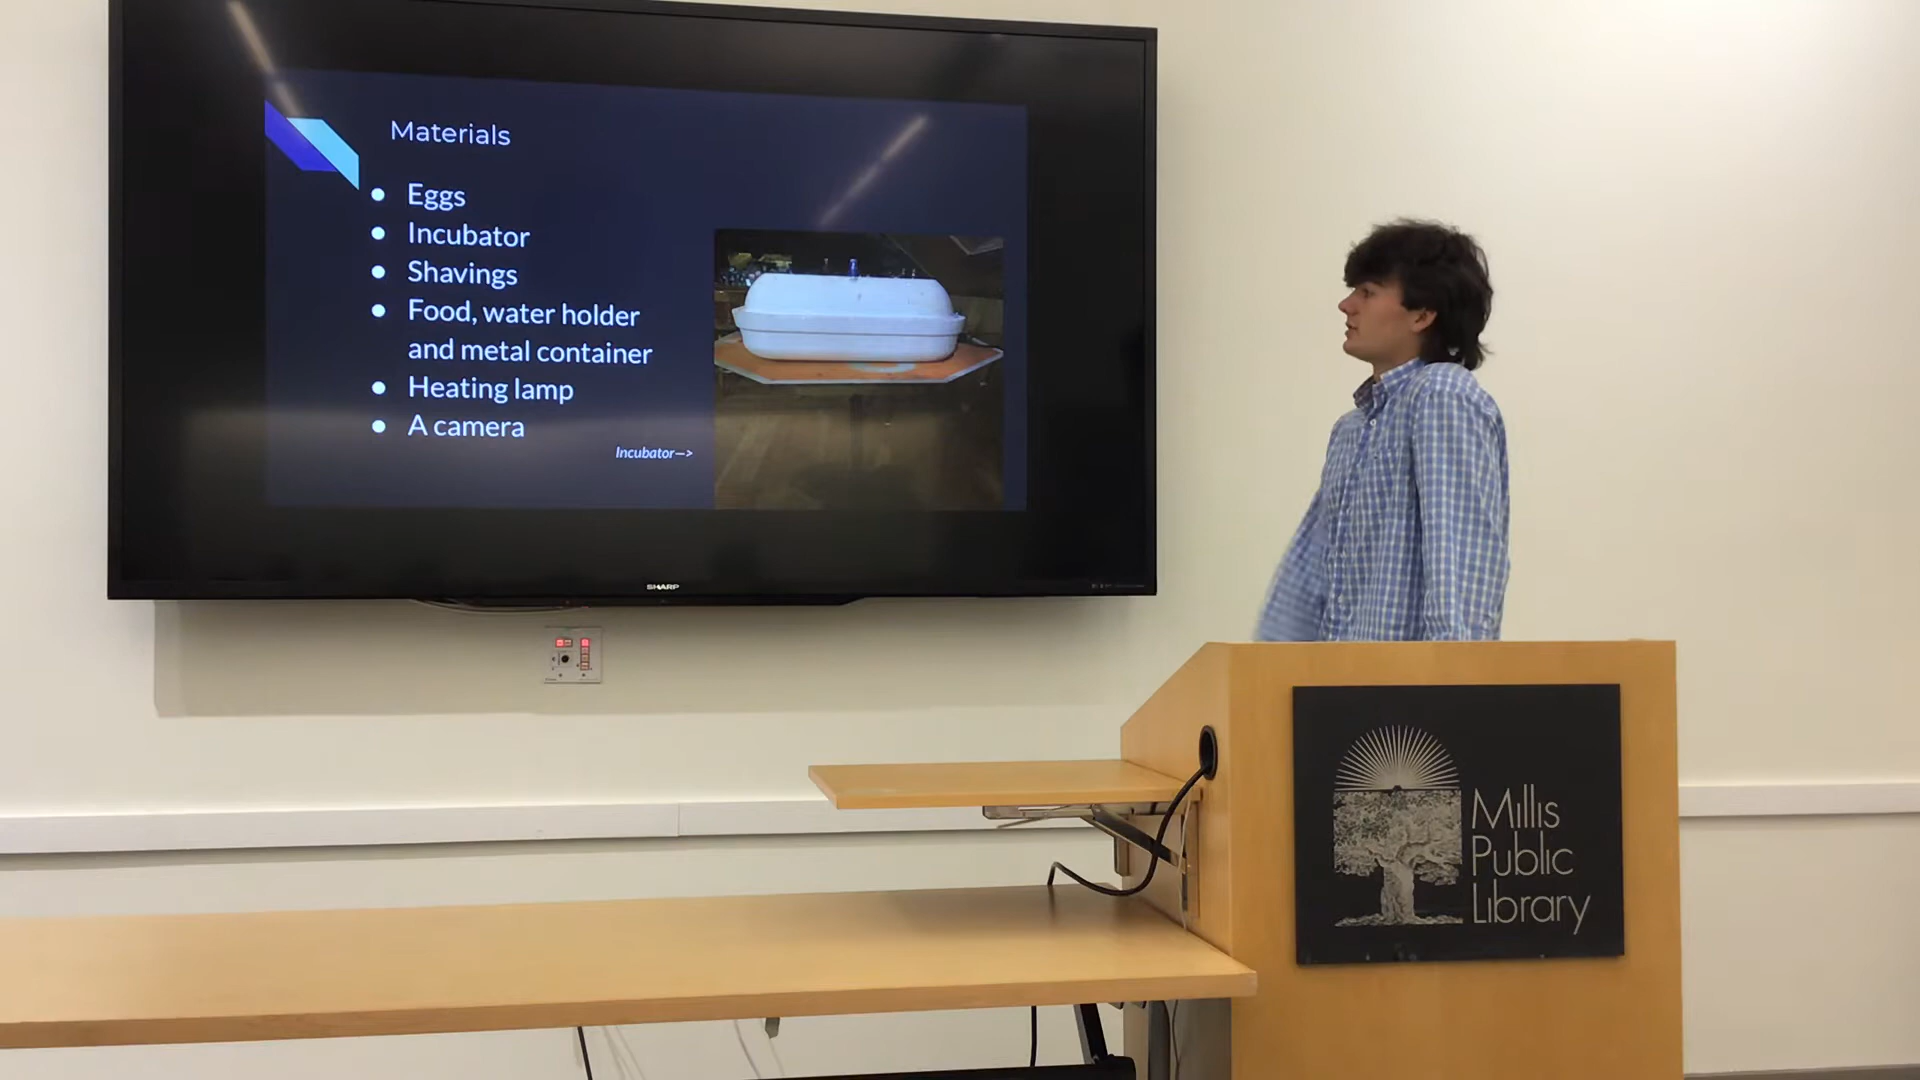 Materials
● Eggs
● Incubator
● Shavings
● Food, water holder
and metal container
● Heating lamp
● A camera
Incubator—>
SHARP
Millis
Public
Library